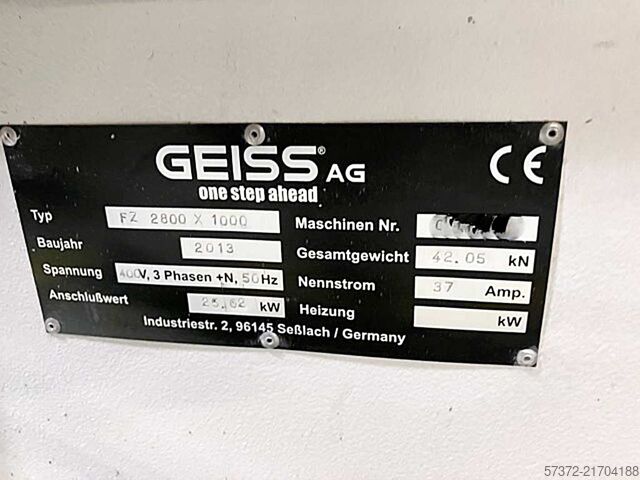 GEISS® AG
CE
one step ahead
Typ FZ 2800 X 1000
Baujahr 2013
Spannung 400V, 3 Phasen +N, 50Hz
Anschlußwert 25.62 kW
Maschinen Nr.
Gesamtgewicht 42.05 kN
Nennstrom 37 Amp.
Heizung kW
Industriestr. 2, 96145 Seßlach / Germany
57372-21704188